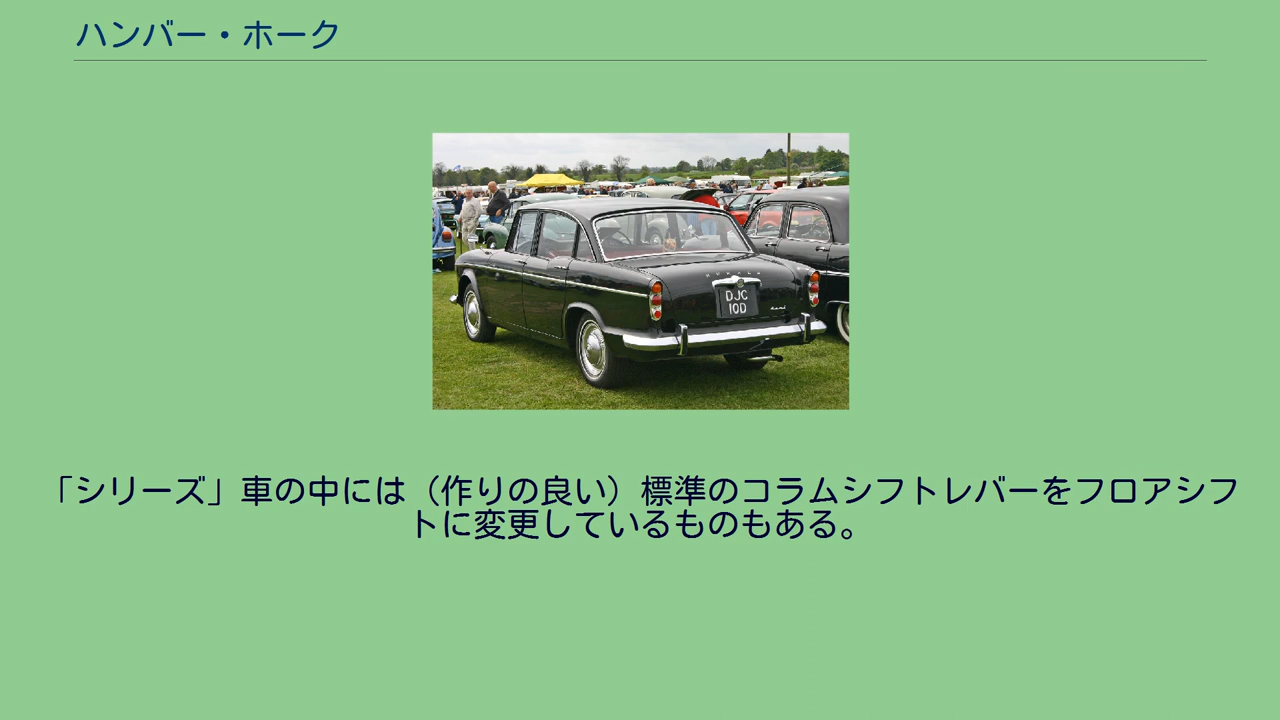 ハンバー・ホーク
DJC
10D
「シリーズ」車の中には（作りの良い）標準のコラムシフトレバーをフロアシフ
トに変更しているものもある。